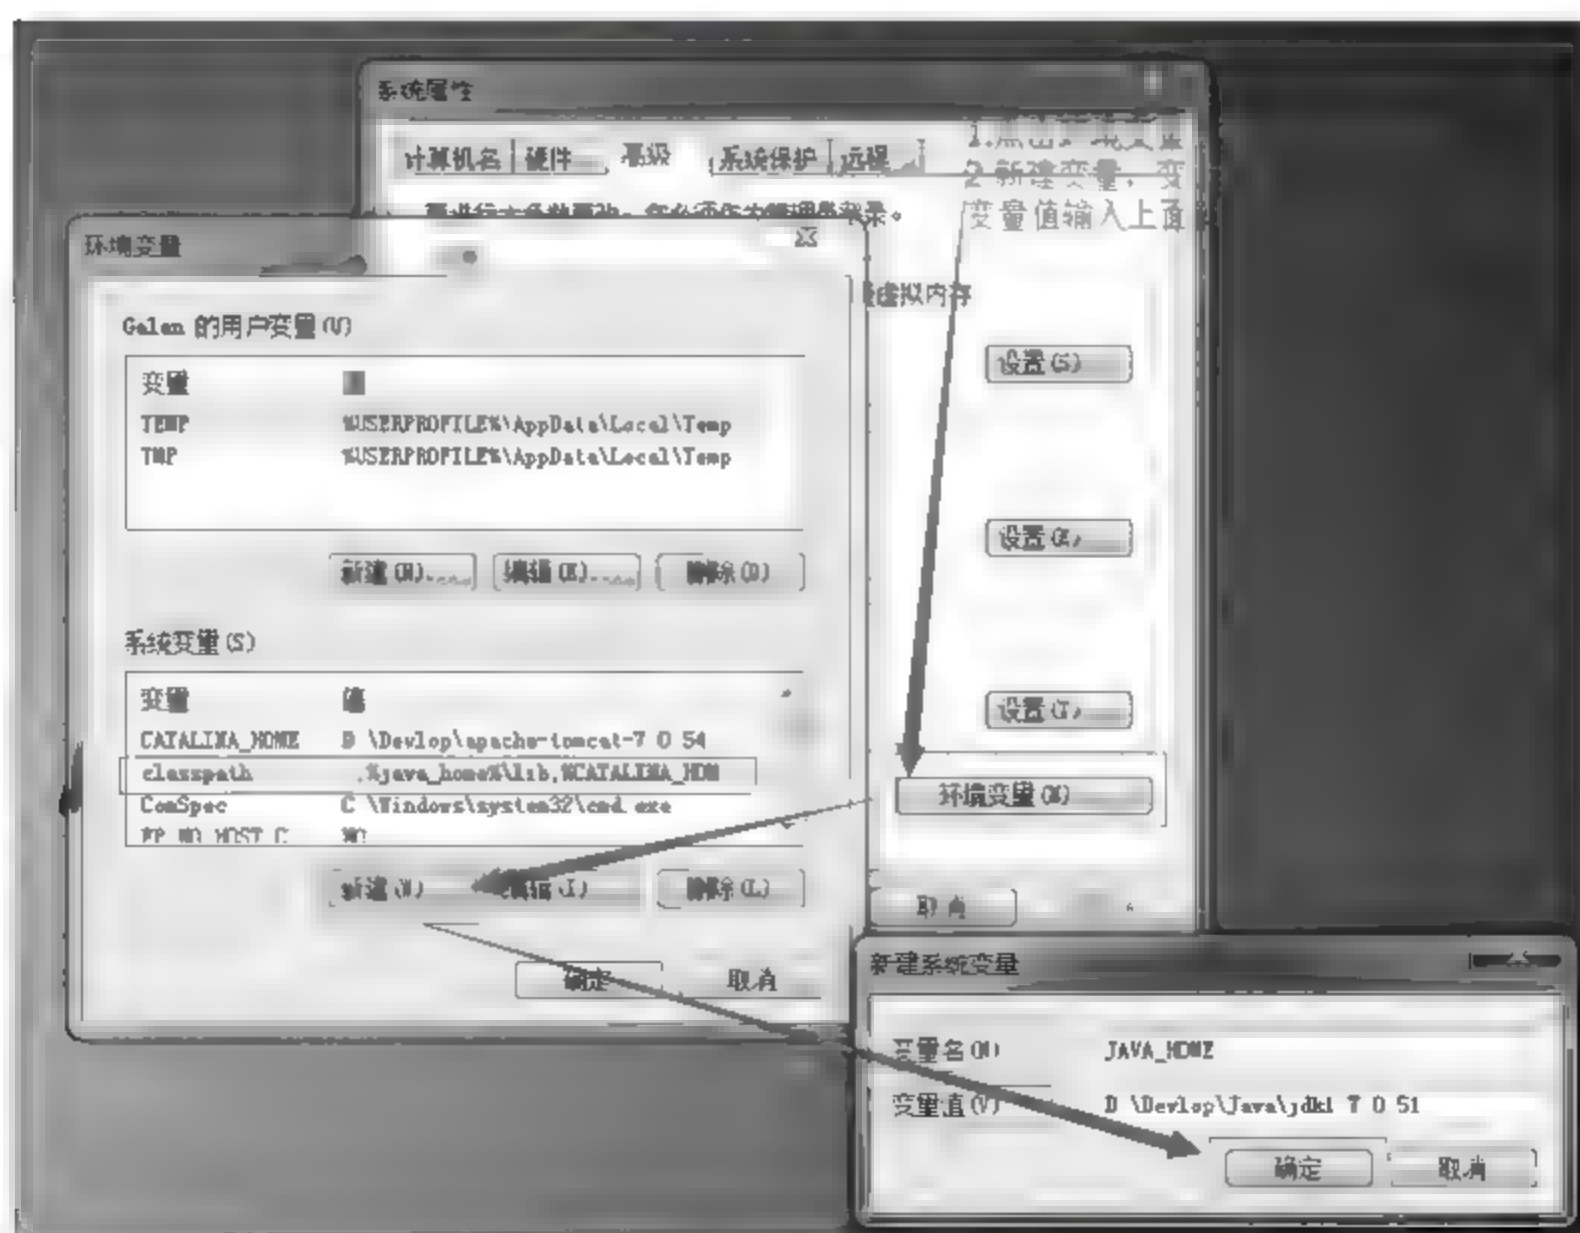 系统属性
计算机名 硬件 高级 系统保护 远程
2 新建变量，变
变量值输入上面
环境变量
虚拟内存
的用户变量(U)
变量
TEMP %USERPROFILE%\AppData\Local\Temp
TMP %USERPROFILE%\AppData\Local\Temp
设置(S)
设置
新建(N)... 编辑(E)... 删除(D)
系统变量(S)
变量 值
设置(T)
CATALINA_HOME D \Devlop\apache-tomcat-7 0 54
classpath .%java_home%\lib,%CATALINA_HOM
ComSpec C \Windows\system32\cmd exe
NO
环境变量(N)
新建(W) 编辑(I) 删除(L)
取消
确定 取消
新建系统变量
变量名(N) JAVA_HOME
变量值(V) D \Devlop\Java\jdk1 7 0 51
确定 取消